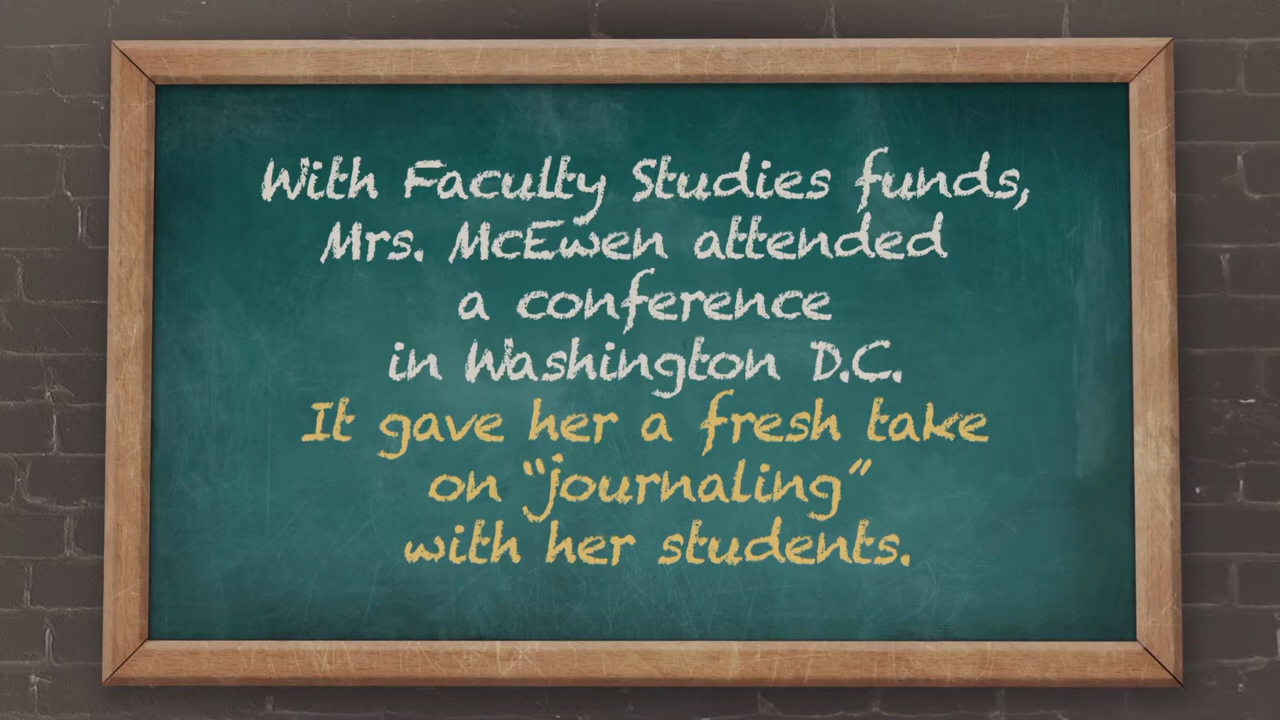 With Faculty Studies funds,
Mrs. McEwen attended
a conference
in Washington D.C.
It gave her a fresh take
on “journaling”
with her students.